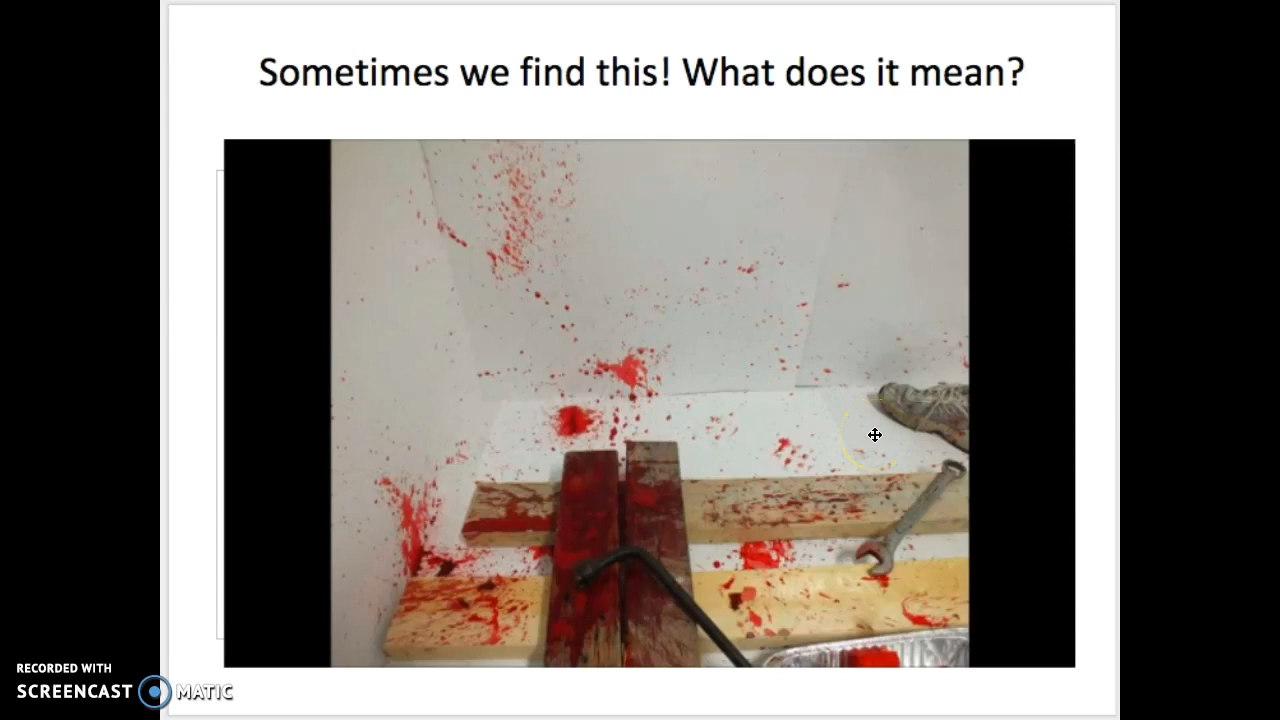 Sometimes we find this! What does it mean?
RECORDED WITH
SCREENCAST MATIC